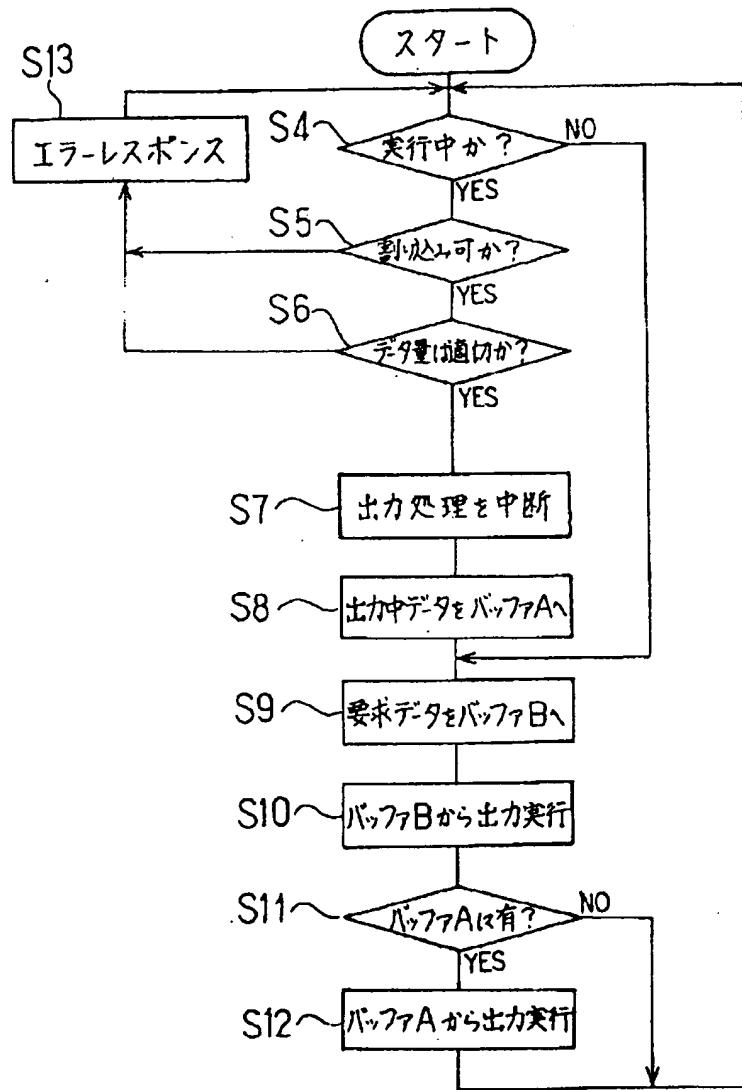 スタート
S13
エラーレスポンス
S4
実行中か?
NO
YES
S5
割り込み可か?
YES
S6
データ量は適切か?
YES
S7
出力処理を中断
S8
出力中データをバッファAへ
S9
要求データをバッファBへ
S10
バッファBから出力実行
S11
バッファAに有?
NO
YES
S12
バッファAから出力実行